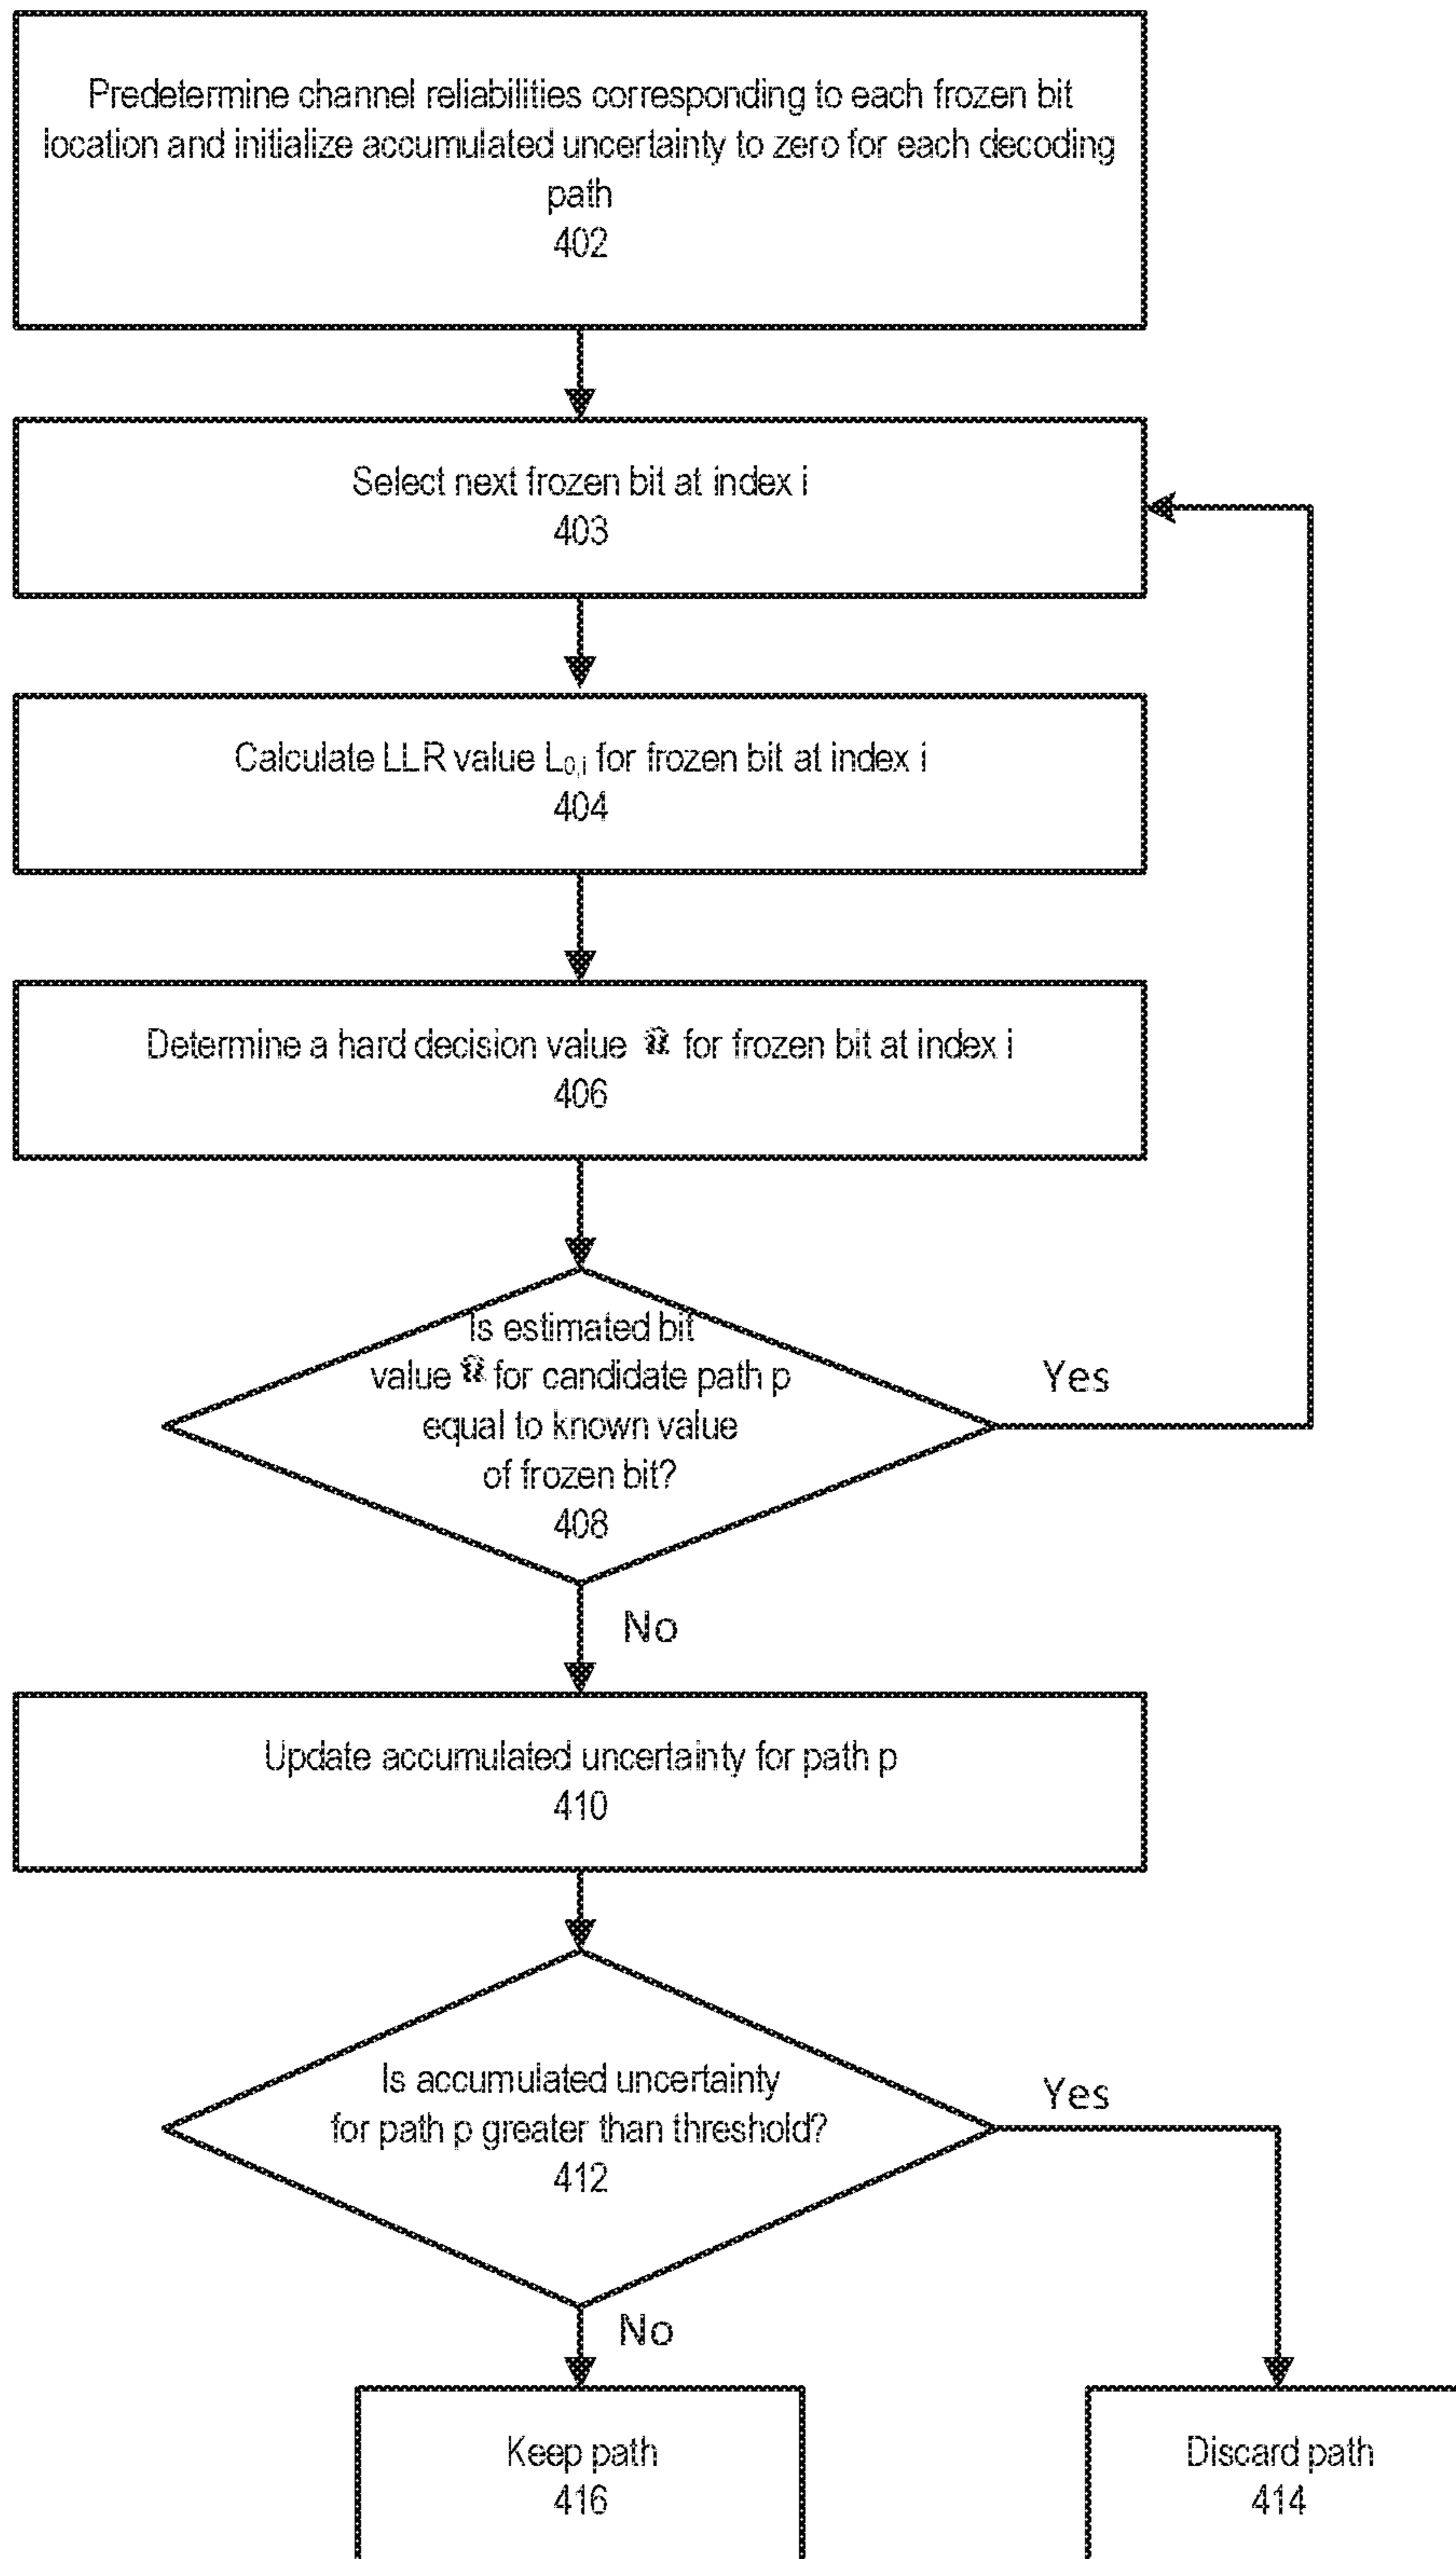 Predetermine channel reliabilities corresponding to each frozen bit
location and initialize accumulated uncertainty to zero for each decoding
path
402
Select next frozen bit at index i
403
Calculate LLR value L₀,ᵢ for frozen bit at index i
404
Determine a hard decision value û for frozen bit at index i
406
Is estimated bit
value û for candidate path p
equal to known value
of frozen bit?
408
Yes
No
Update accumulated uncertainty for path p
410
Is accumulated uncertainty
for path p greater than threshold?
412
Yes
No
Keep path
416
Discard path
414